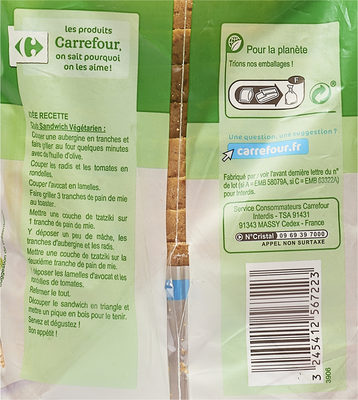 les produits
Carrefour,
on sait pourquoi
on les aime !
IDÉE RECETTE
Club Sandwich Végétarien :
Couper une aubergine en tranches et
faire griller au four quelques minutes
avec de l'huile d'olive.
Couper les radis et les tomates en
rondelles.
Couper l'avocat en lamelles.
Faire griller 3 tranches de pain de mie
au toaster.
Mettre une couche de tzatziki sur
1 tranche de pain de mie.
Y déposer un peu de mâche, les
tranches d'aubergine et les radis.
Mettre une couche de tzatziki sur la
deuxième tranche de pain de mie.
Y déposer les lamelles d'avocat et les
rondelles de tomates.
Refermer le tout.
Découper le sandwich en triangle et
mettre un pique en bois pour le tenir.
Servez et dégustez !
Bon appétit !
Pour la planète
Trions nos emballages !
F
Une question, une suggestion ?
carrefour.fr
Fabriqué par : voir l'avant dernière lettre du n°
de lot (si A = EMB 58079A, si C = EMB 63322A)
pour Interdis.
Service Consommateurs Carrefour
Interdis - TSA 91431
91343 MASSY Cedex - France
N°Cristal 09 69 39 7000
APPEL NON SURTAXE
3 245412 567223
3906